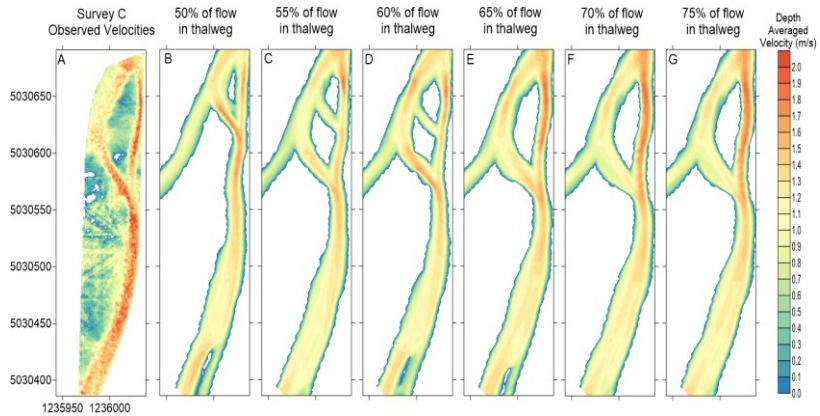 Survey C
Observed Velocities
50% of flow
in thalweg
55% of flow
in thalweg
60% of flow
in thalweg
65% of flow
in thalweg
70% of flow
in thalweg
75% of flow
in thalweg
Depth
Averaged
Velocity (m/s)
A
B
C
D
E
F
G
5030650
5030600
5030550
5030500
5030450
5030400
1235950 1236000
2.0
1.9
1.8
1.7
1.6
1.5
1.4
1.3
1.2
1.1
1.0
0.9
0.8
0.7
0.6
0.5
0.4
0.3
0.2
0.1
0.0